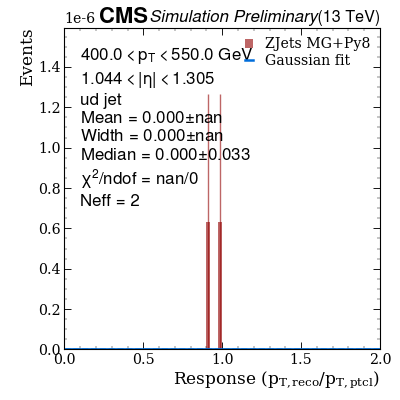 1e-6 CMS Simulation Preliminary (13 TeV)
Events
400.0 < p_T < 550.0 GeV
1.044 < |η| < 1.305
ud jet
Mean = 0.000±nan
Width = 0.000±nan
Median = 0.000±0.033
χ²/ndof = nan/0
Neff = 2
ZJets MG+Py8
Gaussian fit
1.4
1.2
1.0
0.8
0.6
0.4
0.2
0.0
0.0 0.5 1.0 1.5 2.0
Response (p_T,reco/p_T,ptcl)